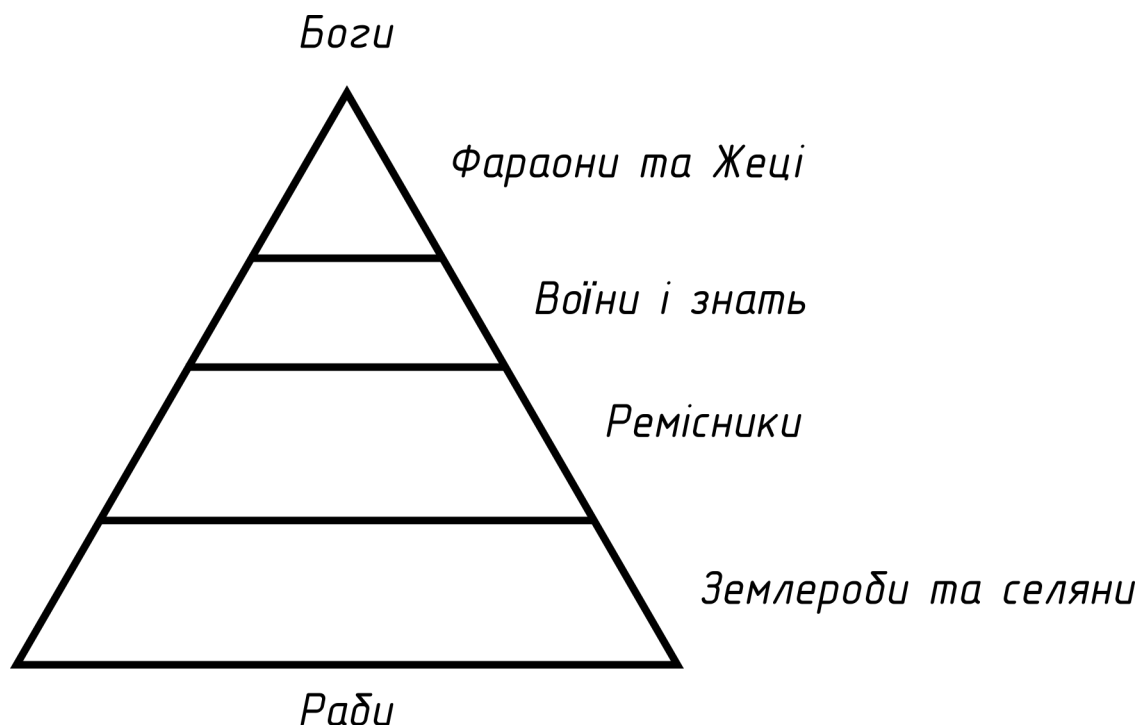 Боги
Фараони та Жеці
Воїни і знать
Ремісники
Землероби та селяни
Раби